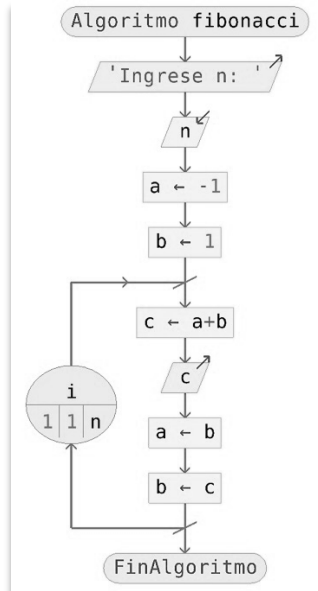 Algoritmo fibonacci
'Ingrese n: '
n
a ← -1
b ← 1
c ← a+b
i
1 1 n
c
a ← b
b ← c
FinAlgoritmo